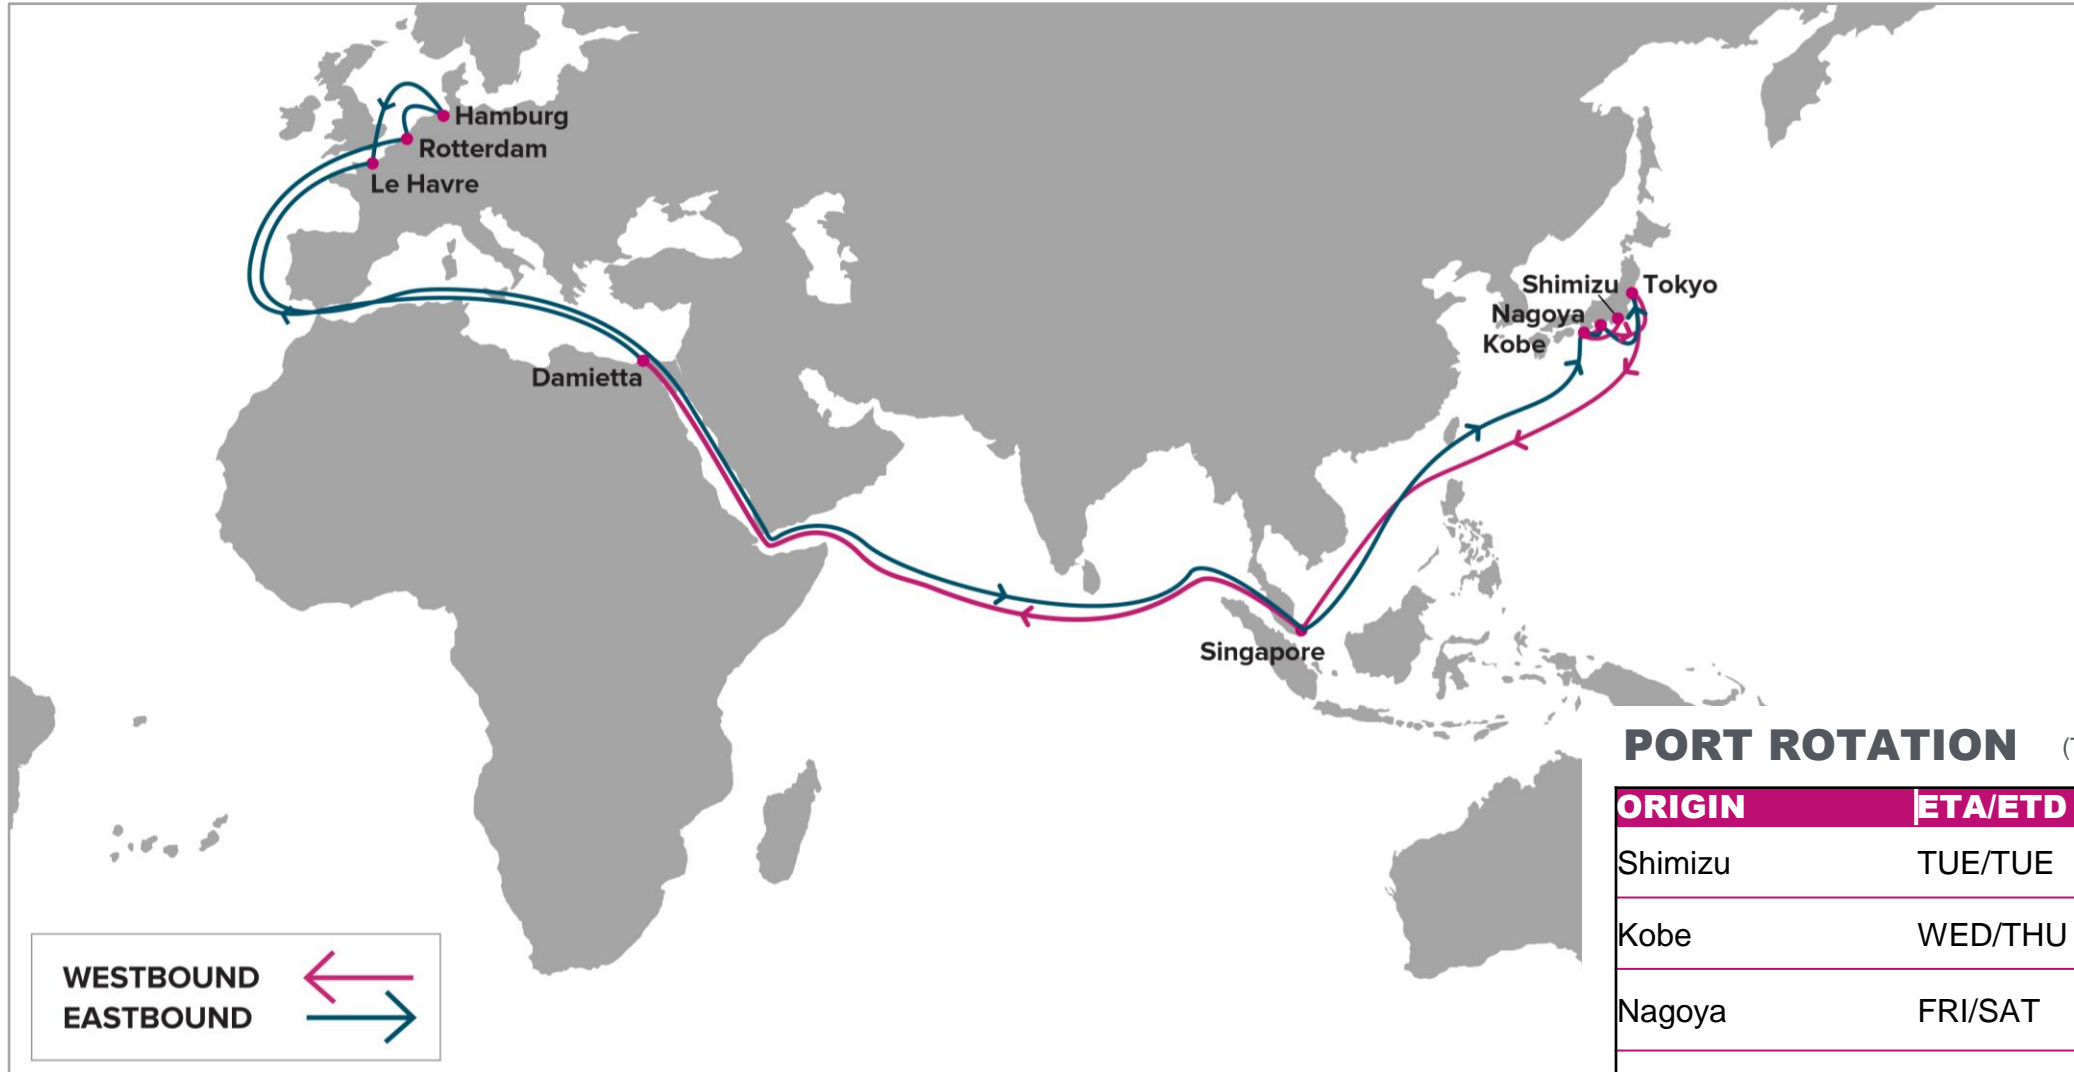 Hamburg
Rotterdam
Le Havre
Damietta
Singapore
Shimizu
Tokyo
Nagoya
Kobe
WESTBOUND
EASTBOUND
PORT ROTATION
ORIGIN ETA/ETD
Shimizu TUE/TUE
Kobe WED/THU
Nagoya FRI/SAT